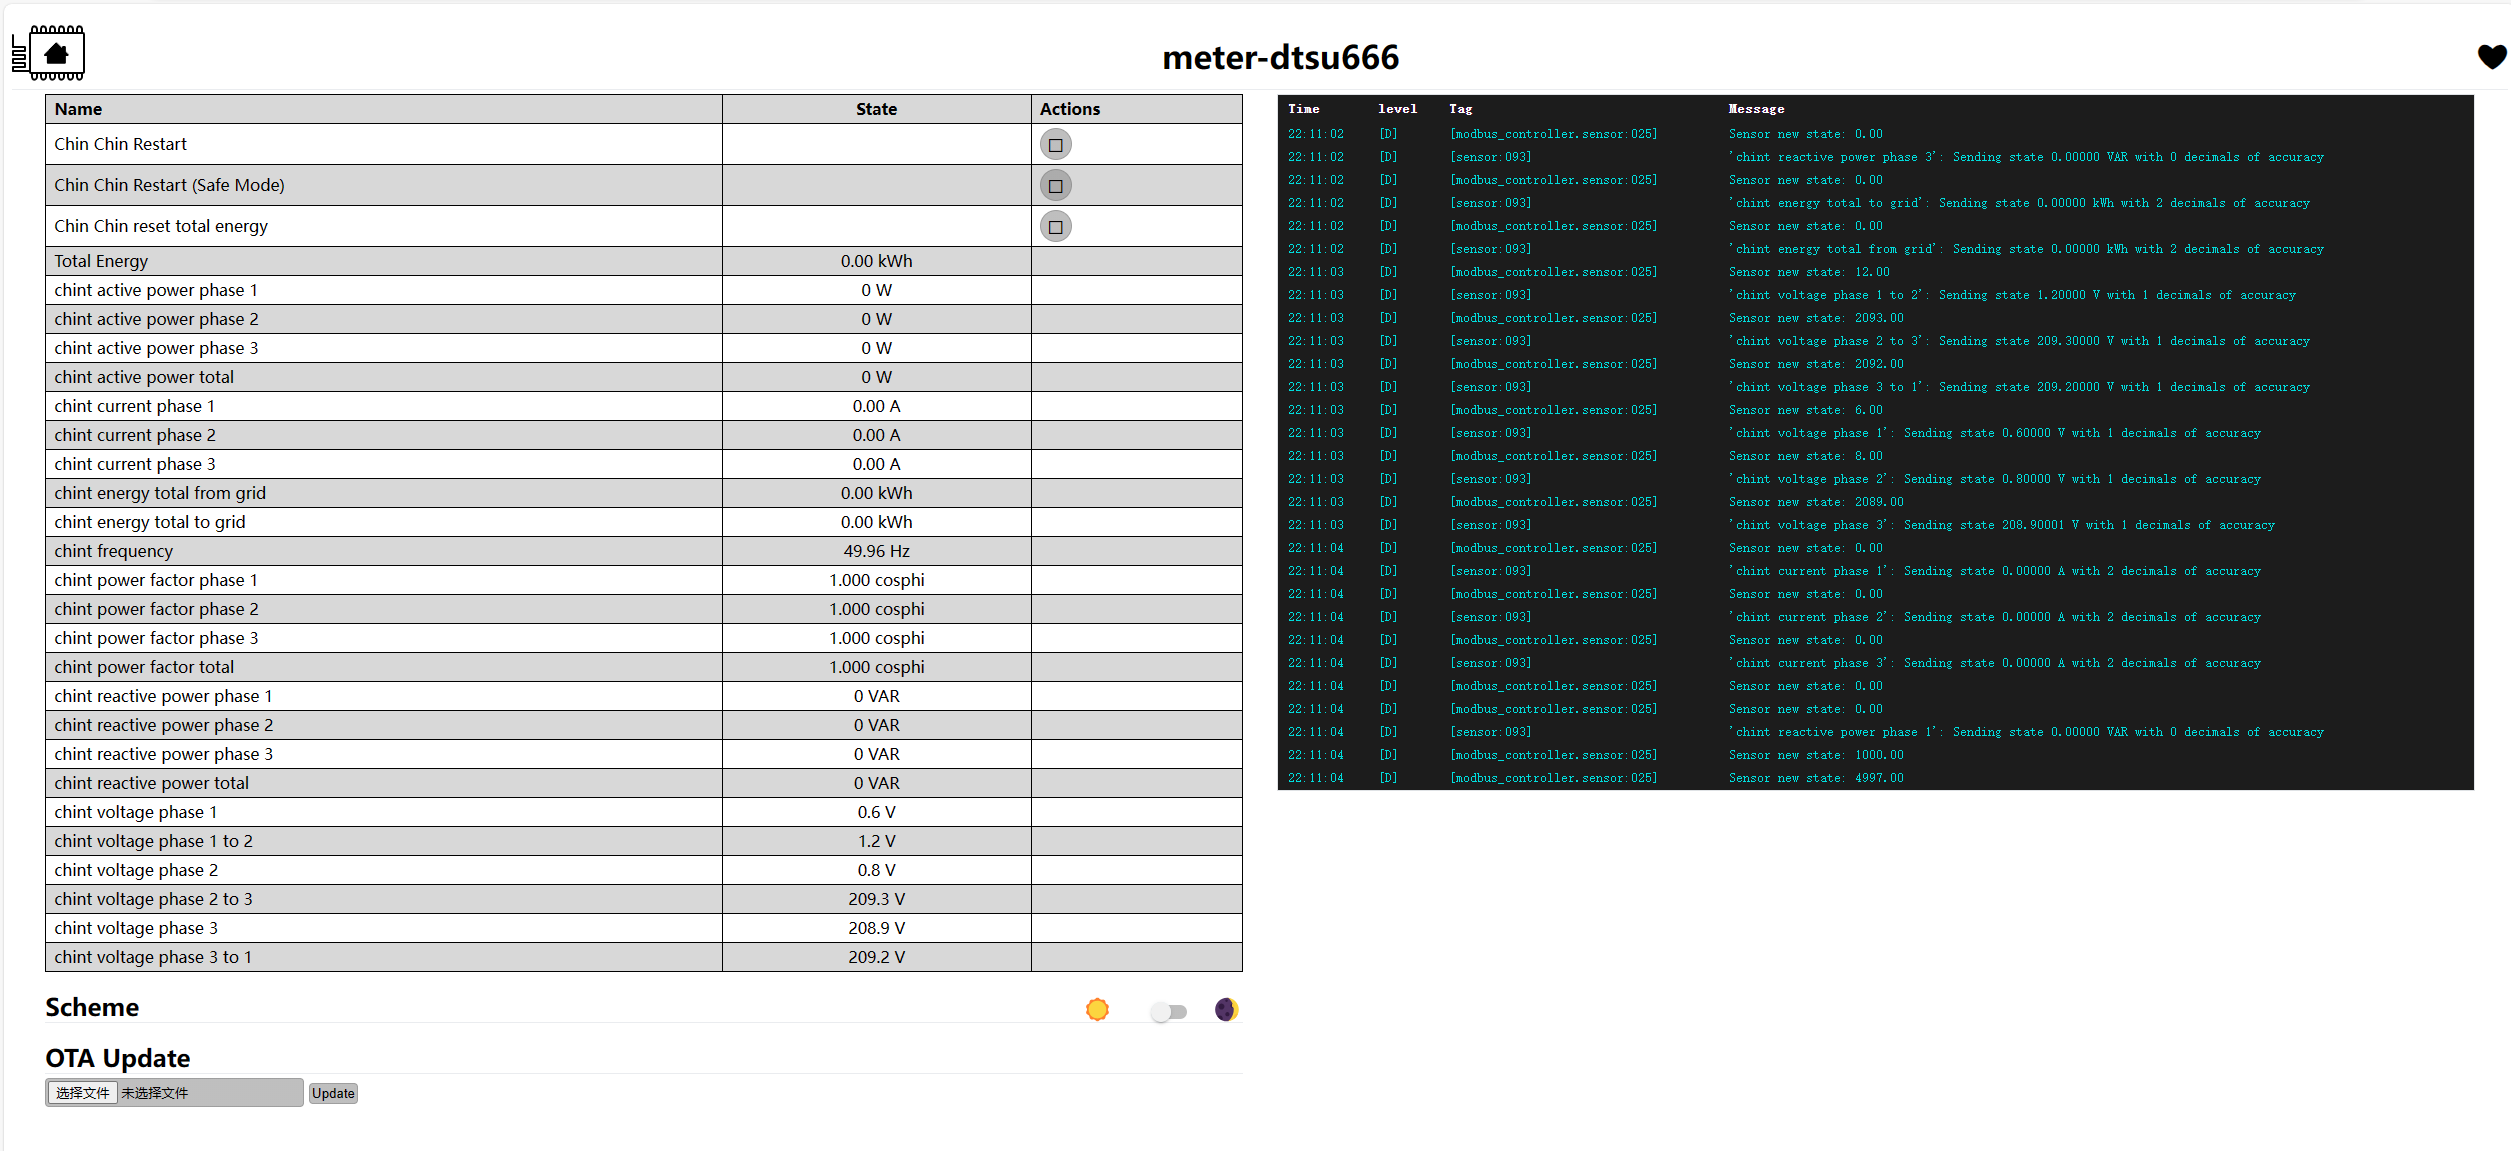 meter-dtsu666
Name State Actions
Chin Chin Restart
Chin Chin Restart (Safe Mode)
Chin Chin reset total energy
Total Energy 0.00 kWh
chint active power phase 1 0 W
chint active power phase 2 0 W
chint active power phase 3 0 W
chint active power total 0 W
chint current phase 1 0.00 A
chint current phase 2 0.00 A
chint current phase 3 0.00 A
chint energy total from grid 0.00 kWh
chint energy total to grid 0.00 kWh
chint frequency 49.96 Hz
chint power factor phase 1 1.000 cosphi
chint power factor phase 2 1.000 cosphi
chint power factor phase 3 1.000 cosphi
chint power factor total 1.000 cosphi
chint reactive power phase 1 0 VAR
chint reactive power phase 2 0 VAR
chint reactive power phase 3 0 VAR
chint reactive power total 0 VAR
chint voltage phase 1 0.6 V
chint voltage phase 1 to 2 1.2 V
chint voltage phase 2 0.8 V
chint voltage phase 2 to 3 209.3 V
chint voltage phase 3 208.9 V
chint voltage phase 3 to 1 209.2 V
Scheme
OTA Update
选择文件 未选择文件 Update
Time level Tag Message
22:11:02 [D] [modbus_controller.sensor:025] Sensor new state: 0.00
22:11:02 [D] [sensor:093] 'chint reactive power phase 3': Sending state 0.00000 VAR with 0 decimals of accuracy
22:11:02 [D] [modbus_controller.sensor:025] Sensor new state: 0.00
22:11:02 [D] [sensor:093] 'chint energy total to grid': Sending state 0.00000 kWh with 2 decimals of accuracy
22:11:02 [D] [modbus_controller.sensor:025] Sensor new state: 0.00
22:11:02 [D] [sensor:093] 'chint energy total from grid': Sending state 0.00000 kWh with 2 decimals of accuracy
22:11:03 [D] [modbus_controller.sensor:025] Sensor new state: 12.00
22:11:03 [D] [sensor:093] 'chint voltage phase 1 to 2': Sending state 1.20000 V with 1 decimals of accuracy
22:11:03 [D] [modbus_controller.sensor:025] Sensor new state: 2093.00
22:11:03 [D] [sensor:093] 'chint voltage phase 2 to 3': Sending state 209.30000 V with 1 decimals of accuracy
22:11:03 [D] [modbus_controller.sensor:025] Sensor new state: 2092.00
22:11:03 [D] [sensor:093] 'chint voltage phase 3 to 1': Sending state 209.20000 V with 1 decimals of accuracy
22:11:03 [D] [modbus_controller.sensor:025] Sensor new state: 6.00
22:11:03 [D] [sensor:093] 'chint voltage phase 1': Sending state 0.60000 V with 1 decimals of accuracy
22:11:03 [D] [modbus_controller.sensor:025] Sensor new state: 8.00
22:11:03 [D] [sensor:093] 'chint voltage phase 2': Sending state 0.80000 V with 1 decimals of accuracy
22:11:03 [D] [modbus_controller.sensor:025] Sensor new state: 2089.00
22:11:03 [D] [sensor:093] 'chint voltage phase 3': Sending state 208.90001 V with 1 decimals of accuracy
22:11:04 [D] [modbus_controller.sensor:025] Sensor new state: 0.00
22:11:04 [D] [sensor:093] 'chint current phase 1': Sending state 0.00000 A with 2 decimals of accuracy
22:11:04 [D] [modbus_controller.sensor:025] Sensor new state: 0.00
22:11:04 [D] [sensor:093] 'chint current phase 2': Sending state 0.00000 A with 2 decimals of accuracy
22:11:04 [D] [modbus_controller.sensor:025] Sensor new state: 0.00
22:11:04 [D] [sensor:093] 'chint current phase 3': Sending state 0.00000 A with 2 decimals of accuracy
22:11:04 [D] [modbus_controller.sensor:025] Sensor new state: 0.00
22:11:04 [D] [modbus_controller.sensor:025] Sensor new state: 0.00
22:11:04 [D] [sensor:093] 'chint reactive power phase 1': Sending state 0.00000 VAR with 0 decimals of accuracy
22:11:04 [D] [modbus_controller.sensor:025] Sensor new state: 1000.00
22:11:04 [D] [modbus_controller.sensor:025] Sensor new state: 4997.00